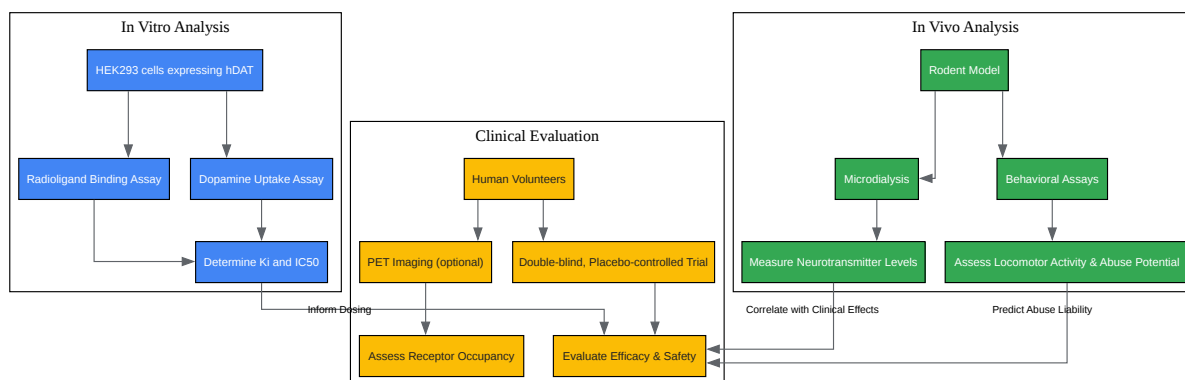 In Vitro Analysis
HEK293 cells expressing hDAT
Radioligand Binding Assay
Dopamine Uptake Assay
Determine Ki and IC50
Inform Dosing
Clinical Evaluation
Human Volunteers
PET Imaging (optional)
Double-blind, Placebo-controlled Trial
Assess Receptor Occupancy
Evaluate Efficacy & Safety
In Vivo Analysis
Rodent Model
Microdialysis
Behavioral Assays
Measure Neurotransmitter Levels
Assess Locomotor Activity & Abuse Potential
Correlate with Clinical Effects
Predict Abuse Liability